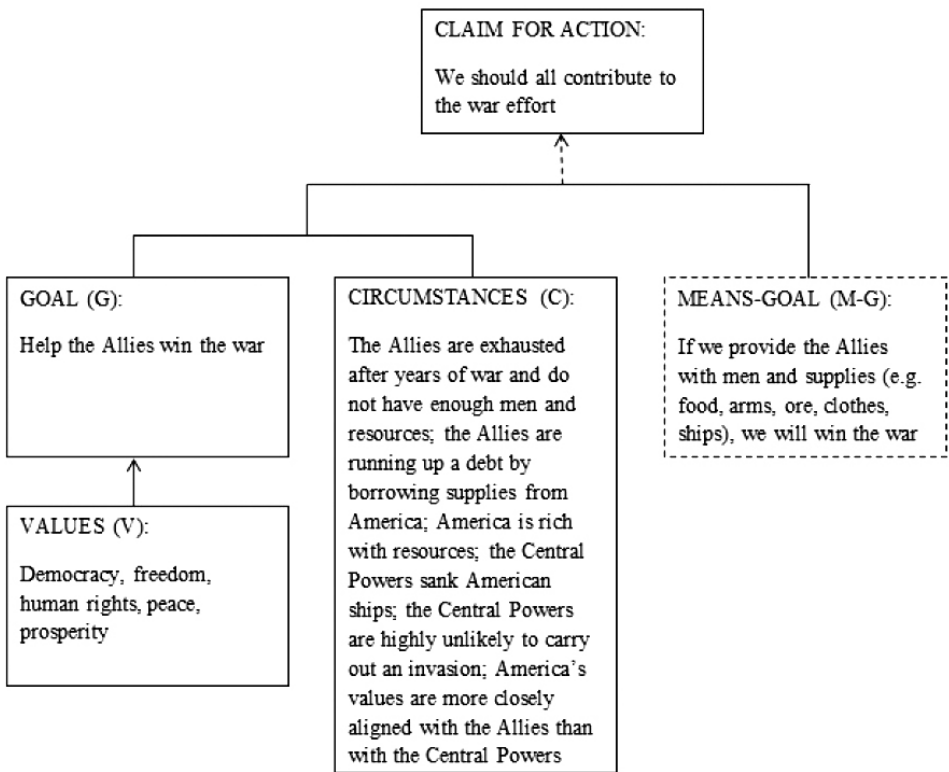 CLAIM FOR ACTION:
We should all contribute to
the war effort
GOAL (G):
Help the Allies win the war
VALUES (V):
Democracy, freedom,
human rights, peace,
prosperity
CIRCUMSTANCES (C):
The Allies are exhausted
after years of war and do
not have enough men and
resources; the Allies are
running up a debt by
borrowing supplies from
America; America is rich
with resources; the Central
Powers sank American
ships; the Central Powers
are highly unlikely to carry
out an invasion; America’s
values are more closely
aligned with the Allies than
with the Central Powers
MEANS-GOAL (M-G):
If we provide the Allies
with men and supplies (e.g.
food, arms, ore, clothes,
ships), we will win the war